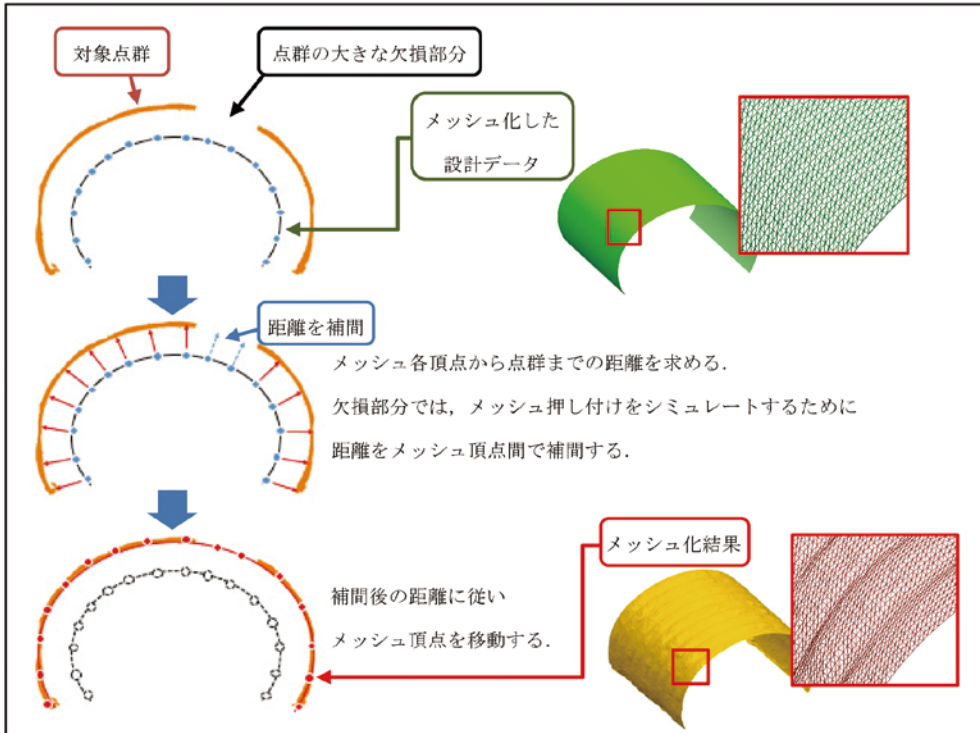 対象点群
点群の大きな欠損部分
メッシュ化した
設計データ
距離を補間
メッシュ各頂点から点群までの距離を求める.
欠損部分では，メッシュ押し付けをシミュレートするために
距離をメッシュ頂点間で補間する.
メッシュ化結果
補間後の距離に従い
メッシュ頂点を移動する.